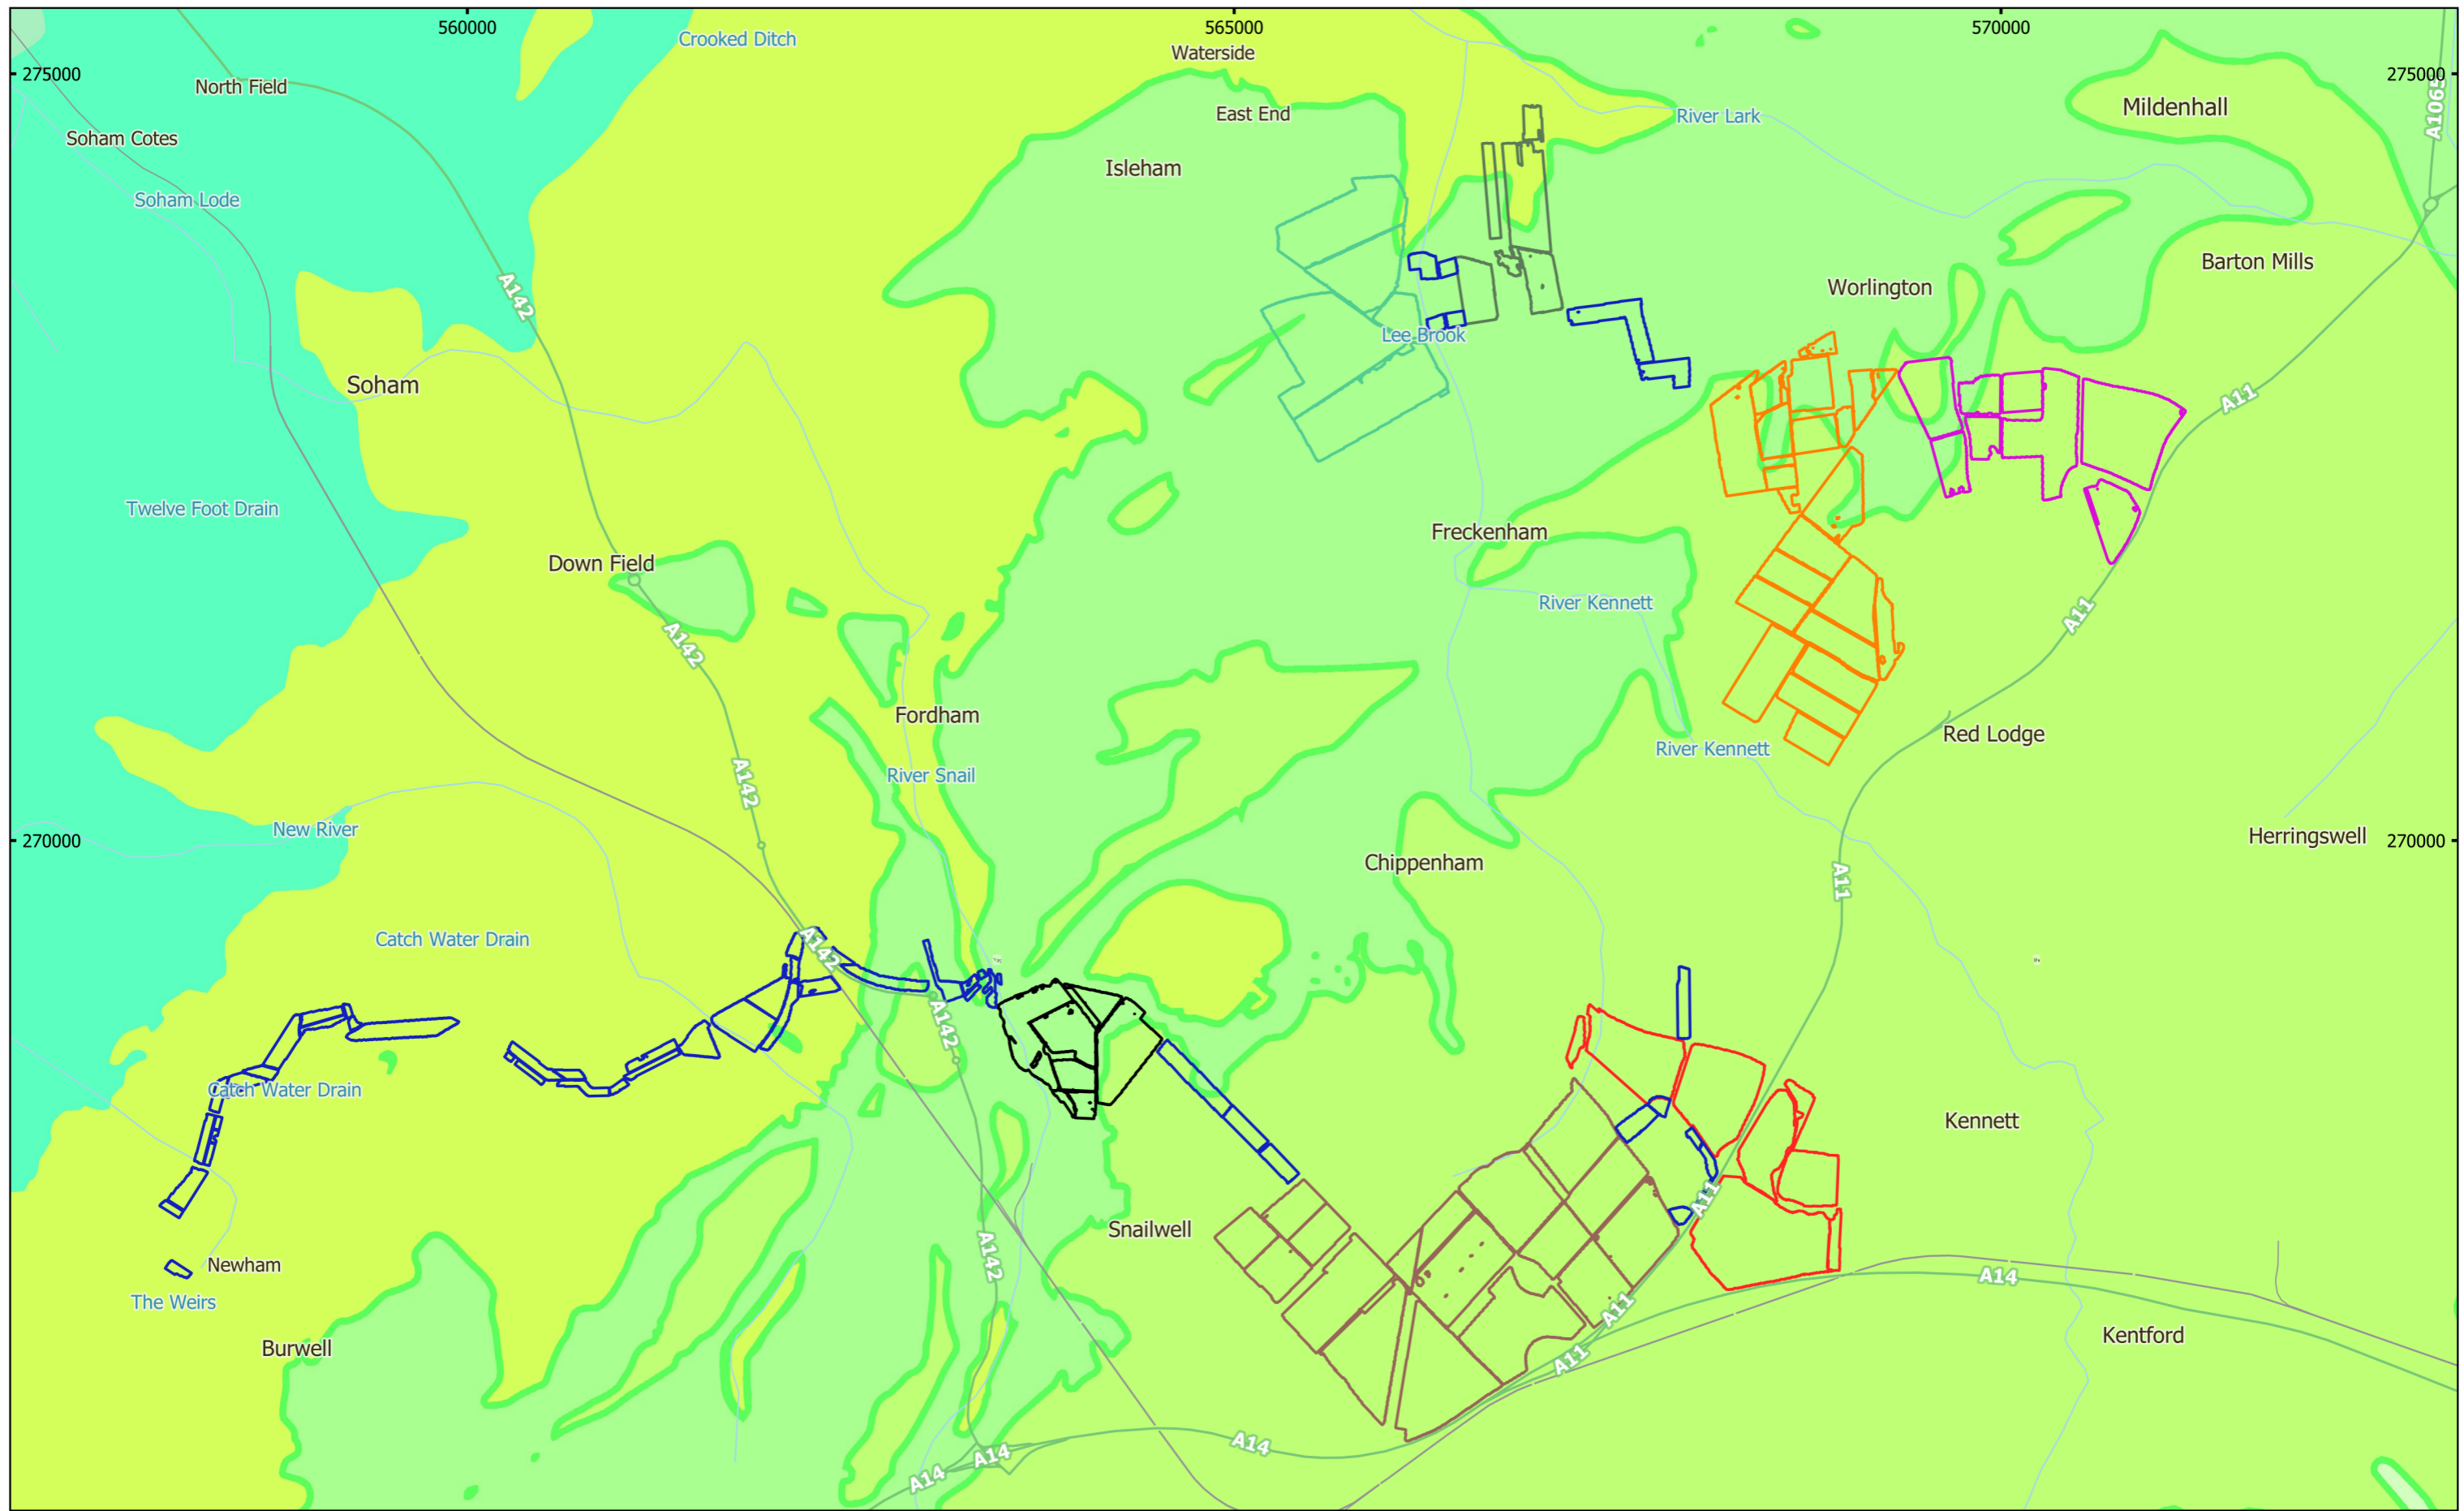 560000
565000
570000
Crooked Ditch
Waterside
275000
275000
North Field
A1065
Mildenhall
East End
River Lark
Soham Cotes
Isleham
Soham Lode
Barton Mills
Worlington
A142
Lee Brook
Soham
A11
Twelve Foot Drain
Freckenham
Down Field
River Kennett
A11
A142
Fordham
Red Lodge
River Kennett
River Snail
A142
New River
270000
Herringswell
270000
Chippenham
A11
Catch Water Drain
A142
A142
Catch Water Drain
Kennett
A11
Snailwell
A142
Newham
A14
The Weirs
A11
Kentford
Burwell
A11
A14
A14
A14